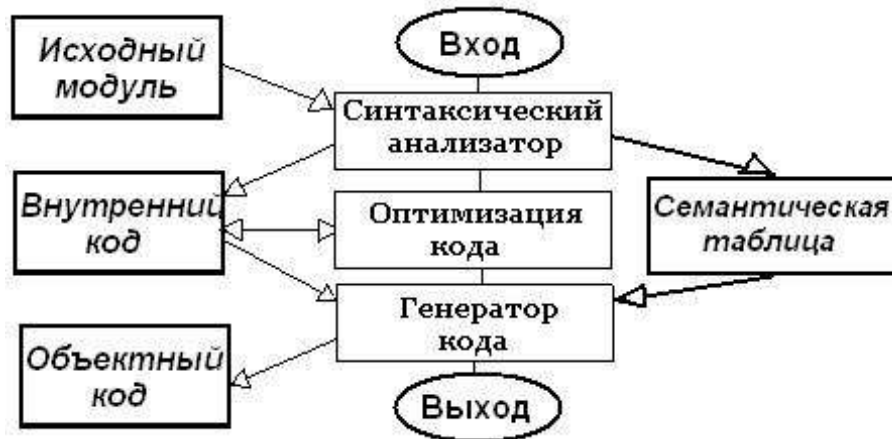 Исходный
модуль
Вход
Синтаксический
анализатор
Внутренний
код
Оптимизация
кода
Семантическая
таблица
Генератор
кода
Объектный
код
Выход